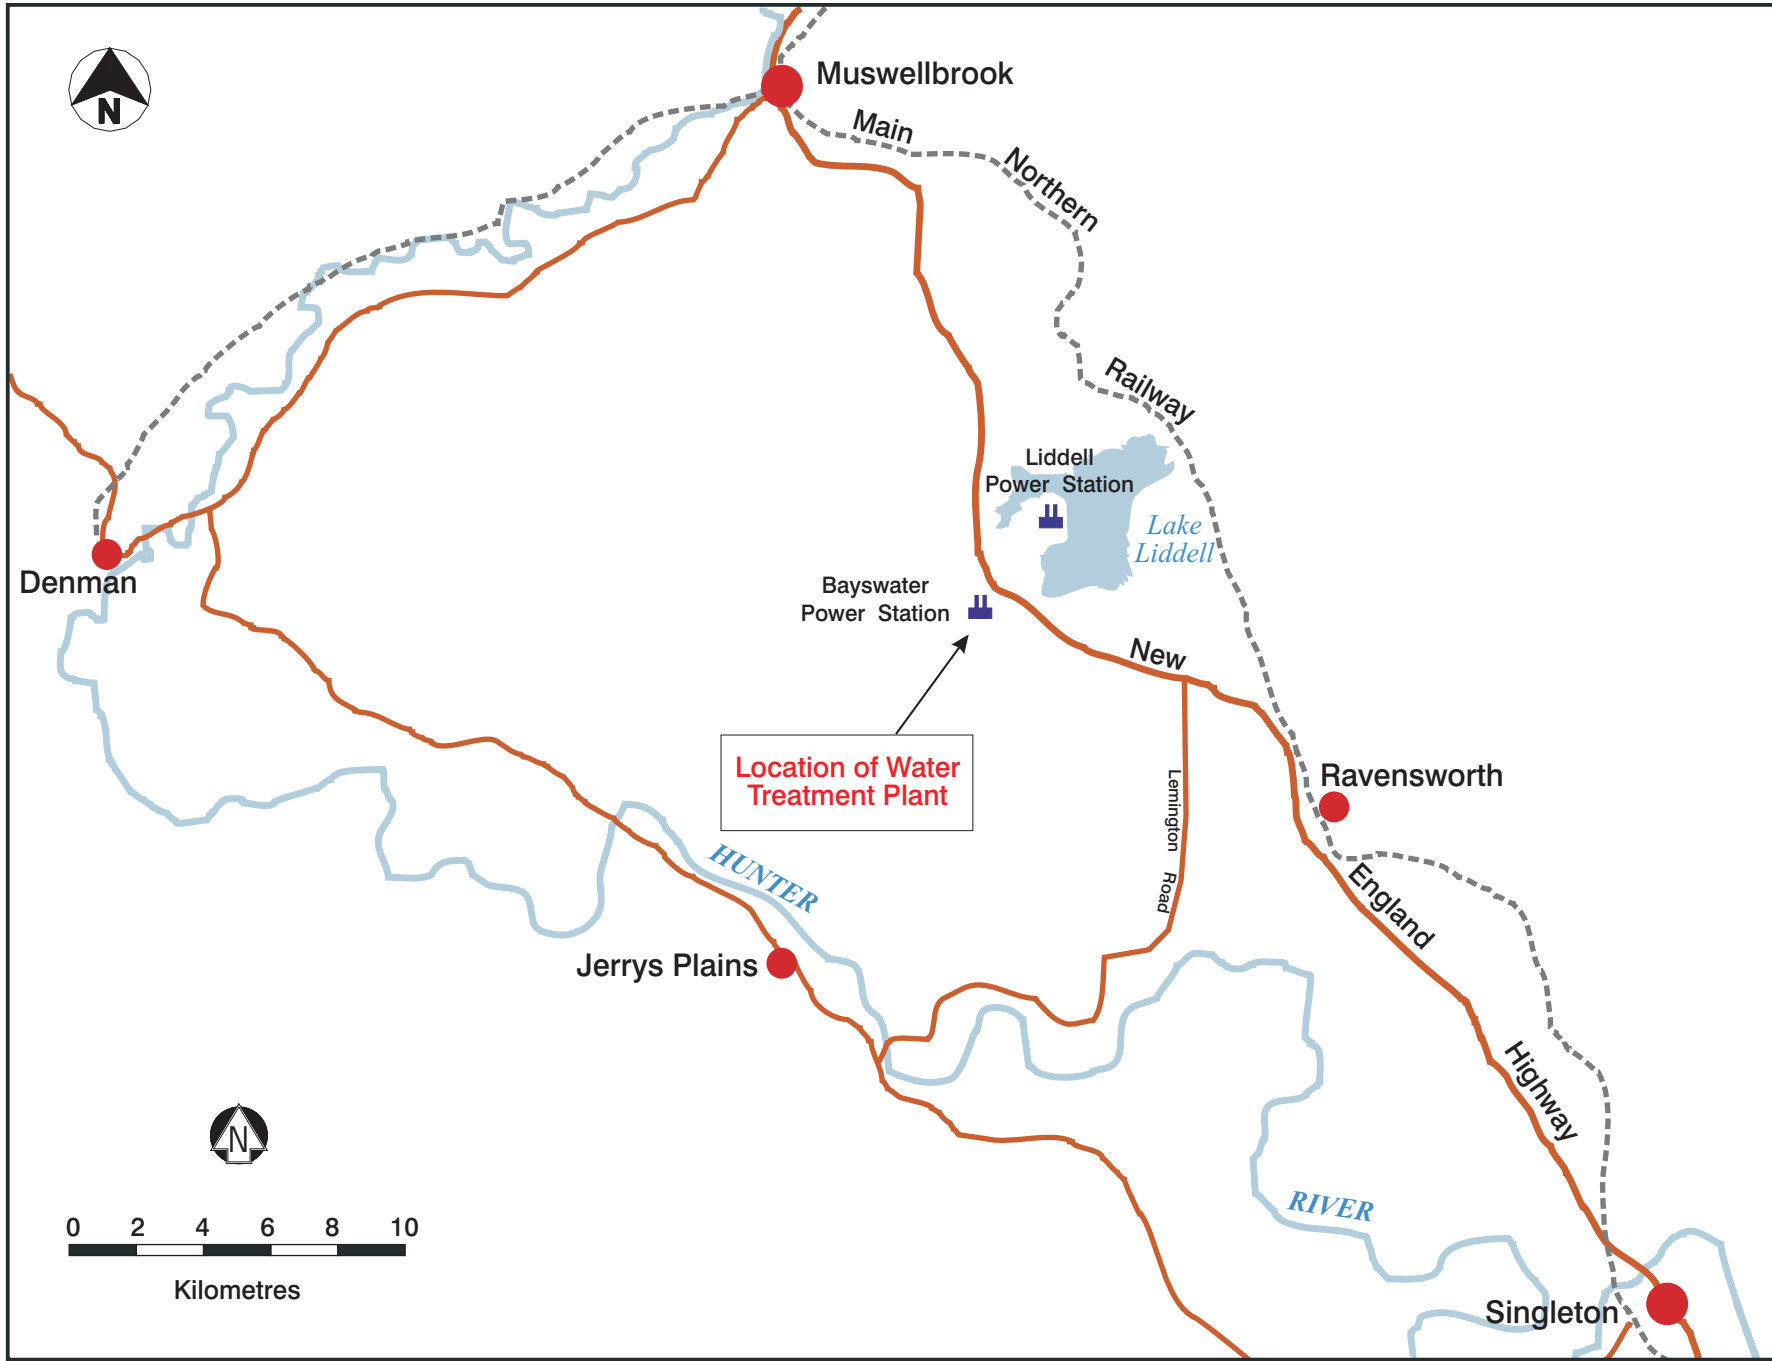 N
Muswellbrook
Main
Northern
Railway
Liddell
Power Station
Lake
Liddell
Denman
Bayswater
Power Station
New
Location of Water
Treatment Plant
Lemington Road
Ravensworth
HUNTER
England
Jerrys Plains
Highway
N
RIVER
0 2 4 6 8 10
Kilometres
Singleton